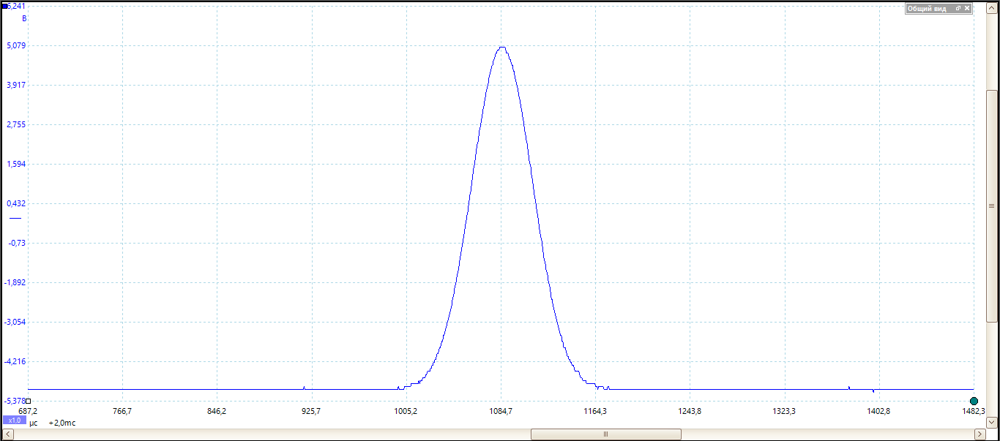 6,241
Общий вид
В
5,079
3,917
2,755
1,594
0,432
-0,73
-1,892
-3,054
-4,216
-5,378
687,2 766,7 846,2 925,7 1005,2 1084,7 1164,3 1243,8 1323,3 1402,8 1482,3
x1,0 µc +2,0mc